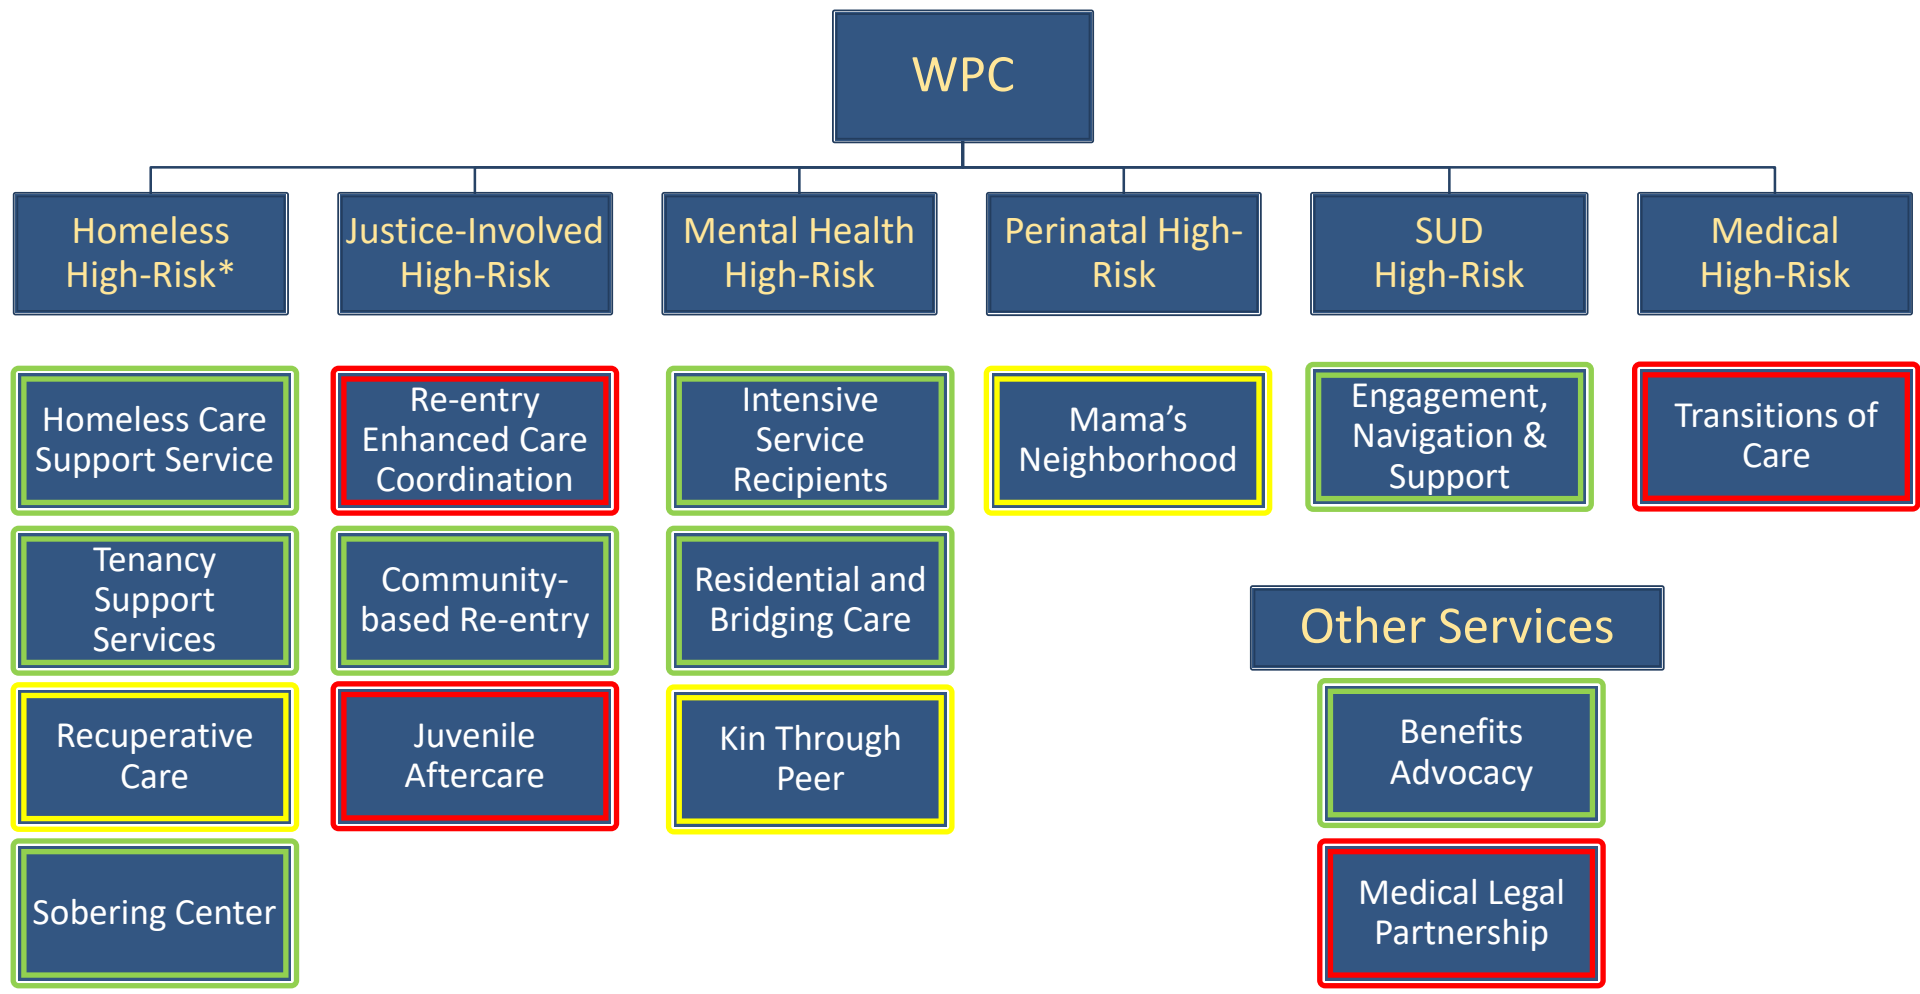 WPC
Homeless
High-Risk*
Justice-Involved
High-Risk
Mental Health
High-Risk
Perinatal High-
Risk
SUD
High-Risk
Medical
High-Risk
Homeless Care
Support Service
Re-entry
Enhanced Care
Coordination
Intensive
Service
Recipients
Mama’s
Neighborhood
Engagement,
Navigation &
Support
Transitions of
Care
Tenancy
Support
Services
Community-
based Re-entry
Residential and
Bridging Care
Other Services
Recuperative
Care
Juvenile
Aftercare
Kin Through
Peer
Benefits
Advocacy
Sobering Center
Medical Legal
Partnership